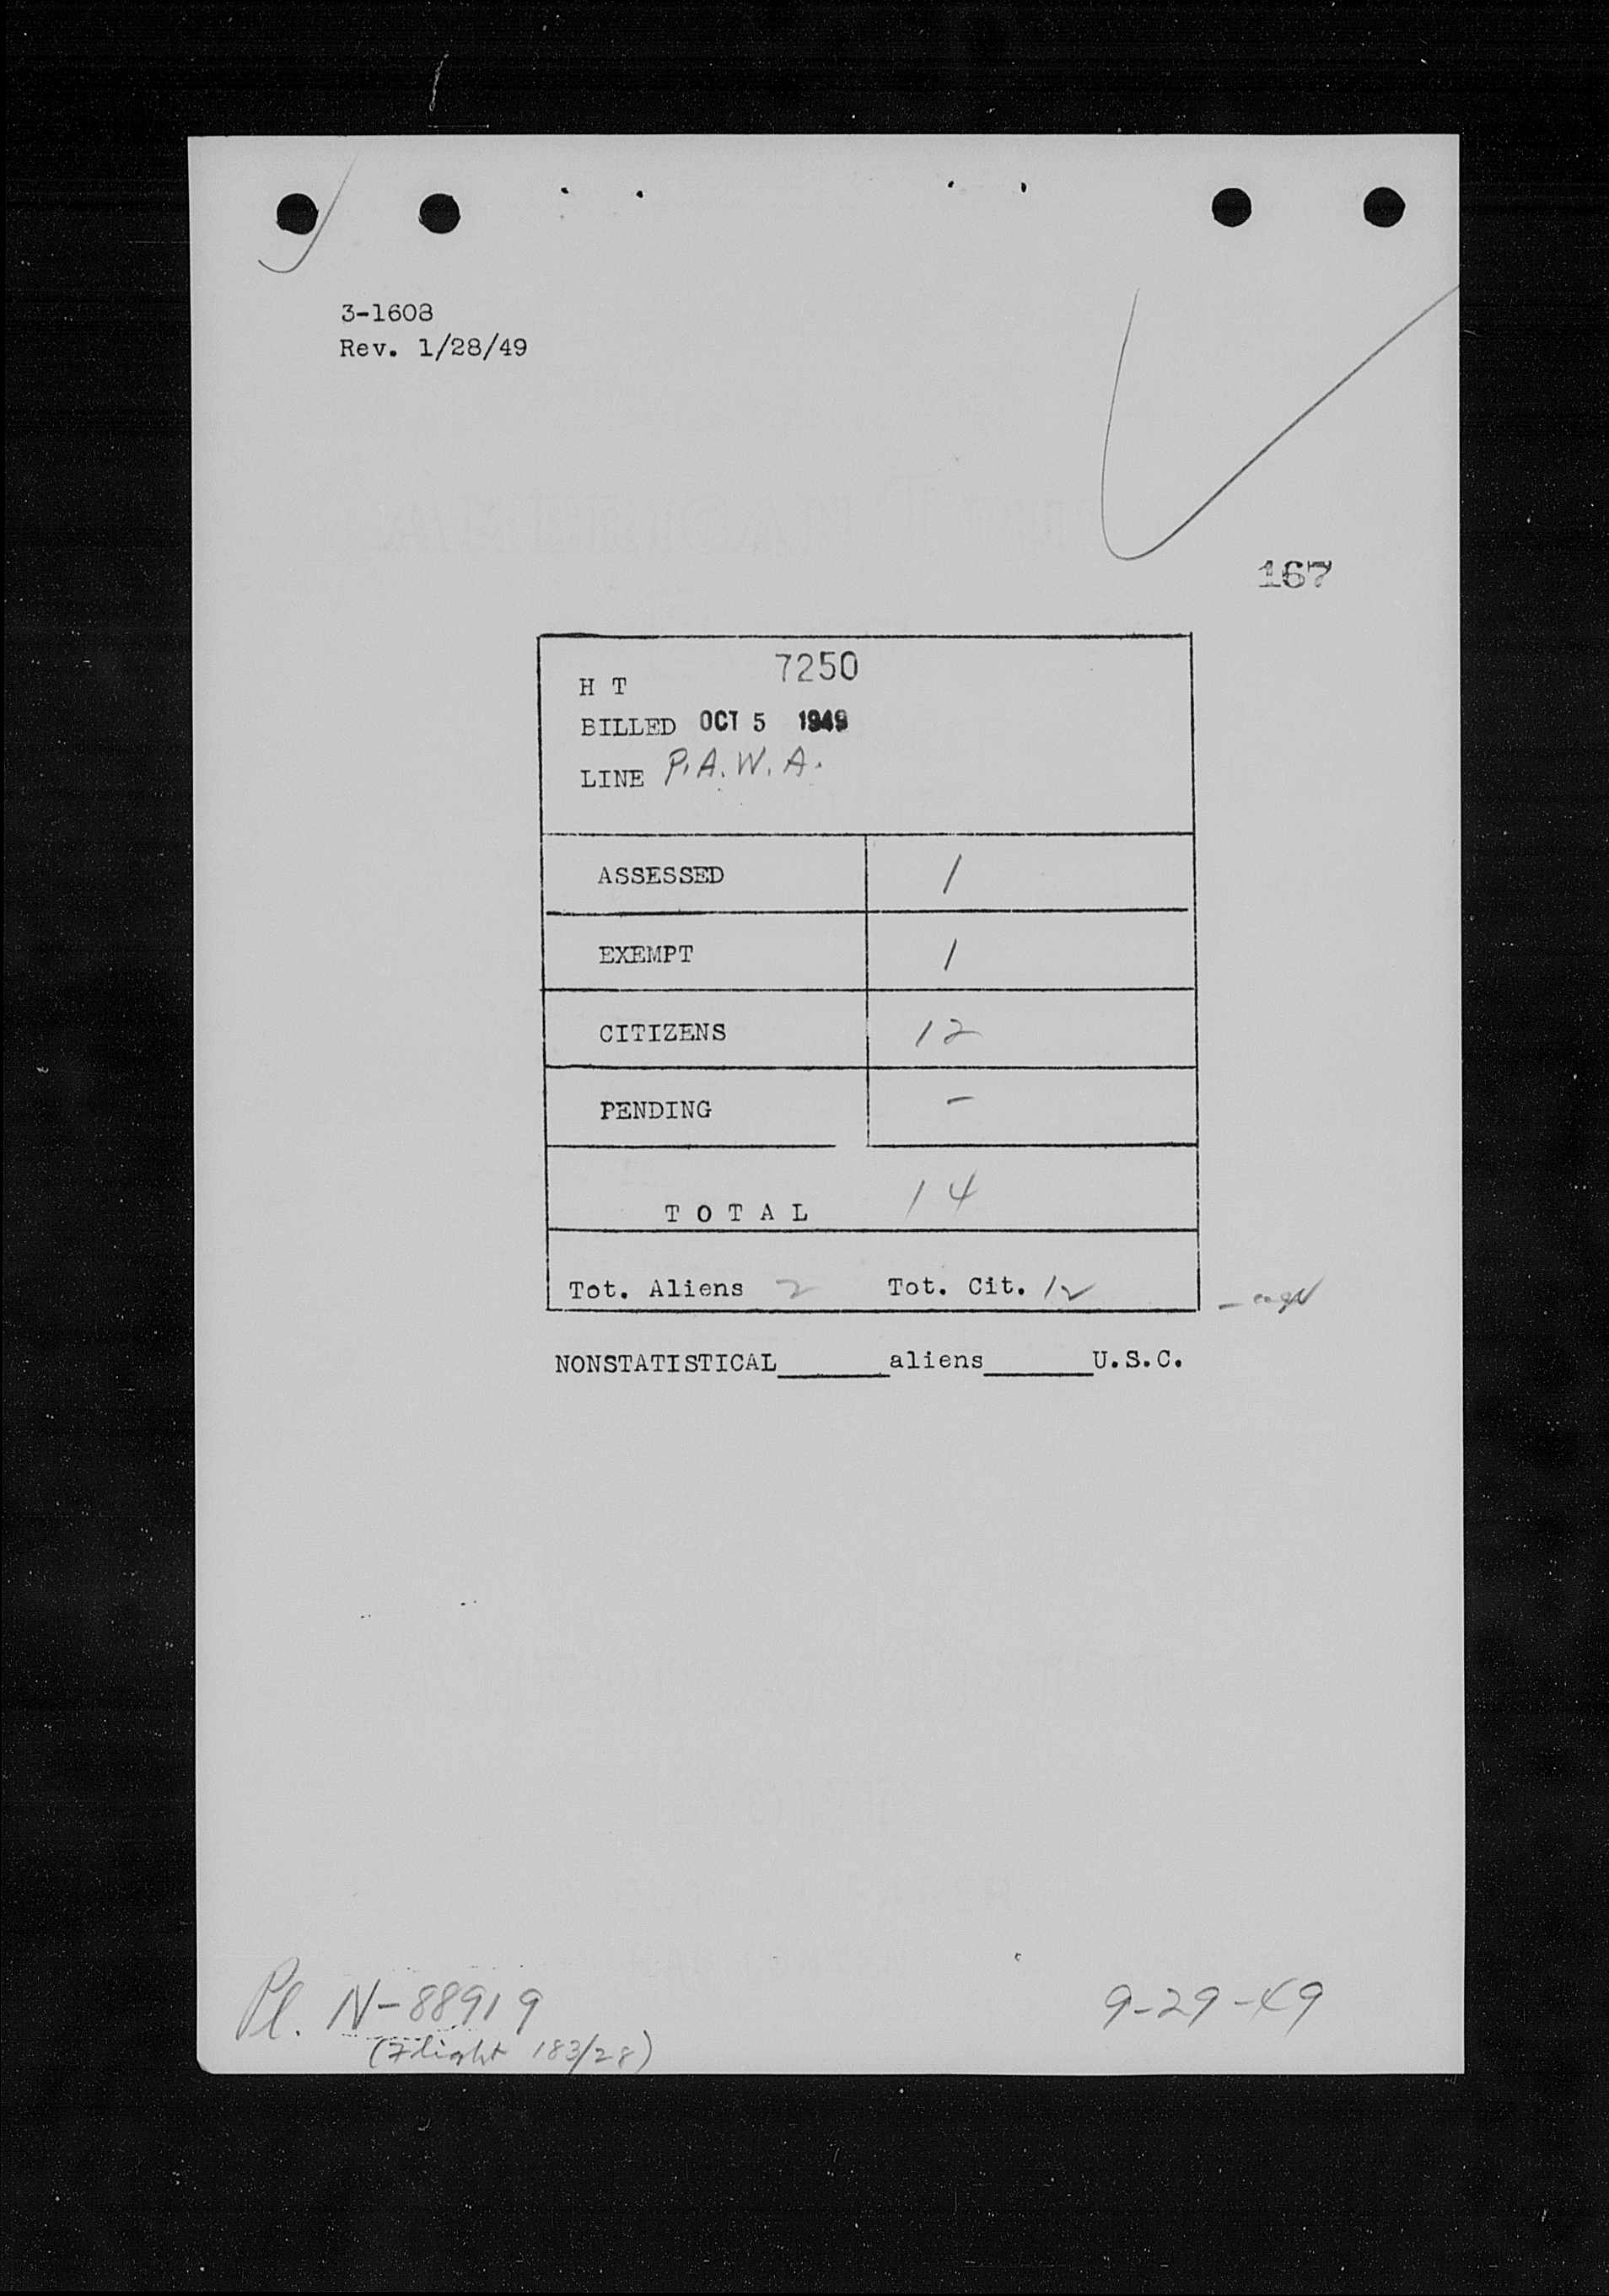 3-1608
Rev. 1/28/49
167
H T 7250
BILLED OCT 5 1949
LINE P.A.W.A.
ASSESSED 1
EXEMPT 1
CITIZENS 12
PENDING -
T O T A L 14
Tot. Aliens 2 Tot. Cit. 12
NONSTATISTICAL______aliens______U.S.C.
Pl. N-88919 9-29-49
(Flight 183/28)